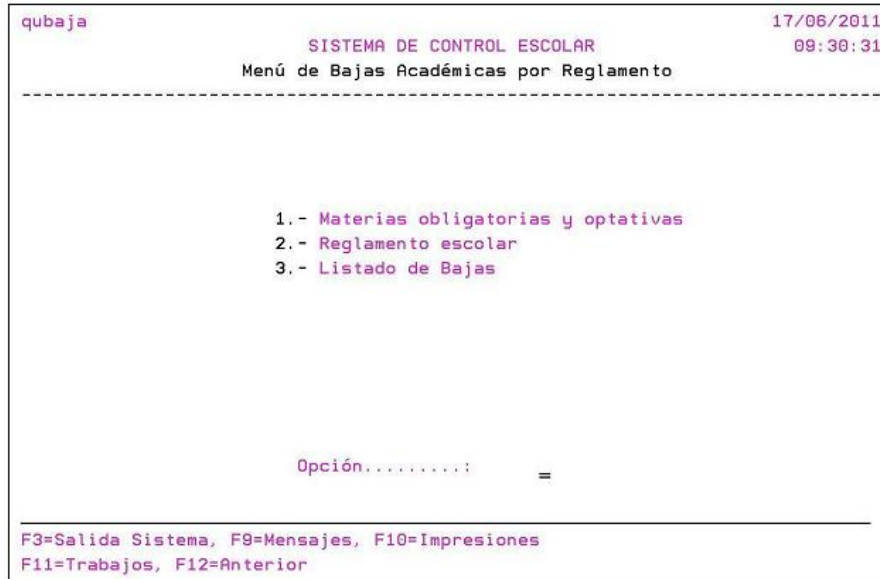 qubaja 17/06/2011
SISTEMA DE CONTROL ESCOLAR 09:30:31
Menú de Bajas Académicas por Reglamento
1.- Materias obligatorias y optativas
2.- Reglamento escolar
3.- Listado de Bajas
Opción.........: _
F3=Salida Sistema, F9=Mensajes, F10=Impresiones
F11=Trabajos, F12=Anterior